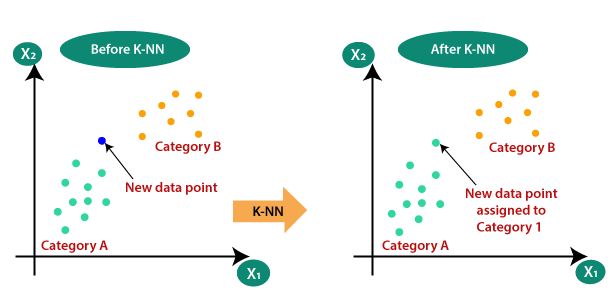 X₂
Before K-NN
Category B
New data point
Category A
X₁
K-NN
X₂
After K-NN
Category B
New data point
assigned to
Category 1
Category A
X₁